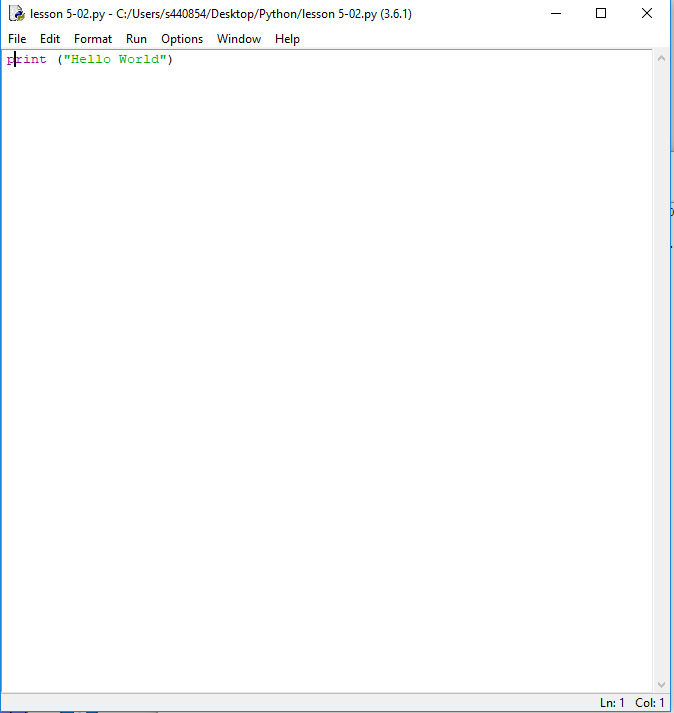 lesson 5-02.py - C:/Users/s440854/Desktop/Python/lesson 5-02.py (3.6.1)
File Edit Format Run Options Window Help
print ("Hello World")
Ln: 1 Col: 1